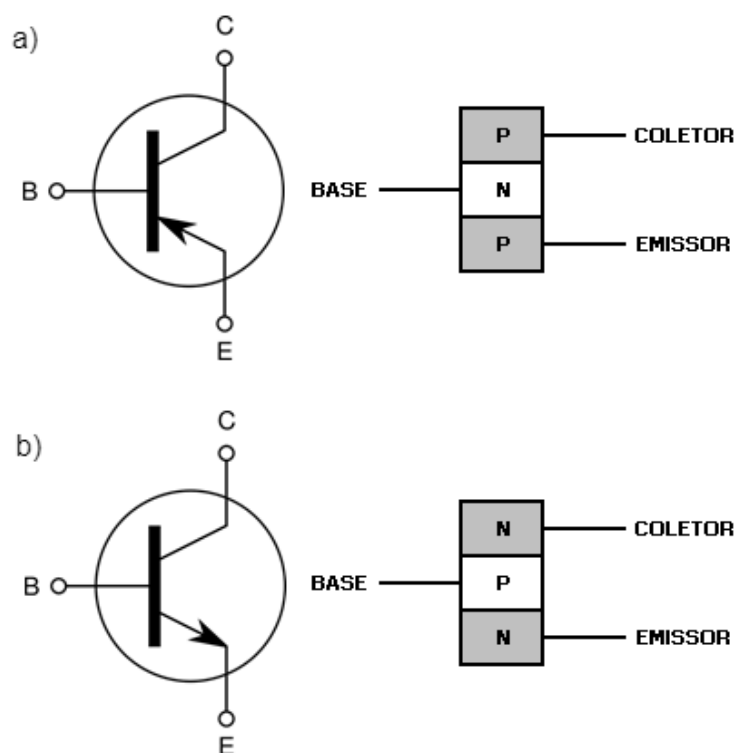 a)
C
B
E
P COLETOR
BASE N
P EMISSOR
b)
C
B
E
N COLETOR
BASE P
N EMISSOR